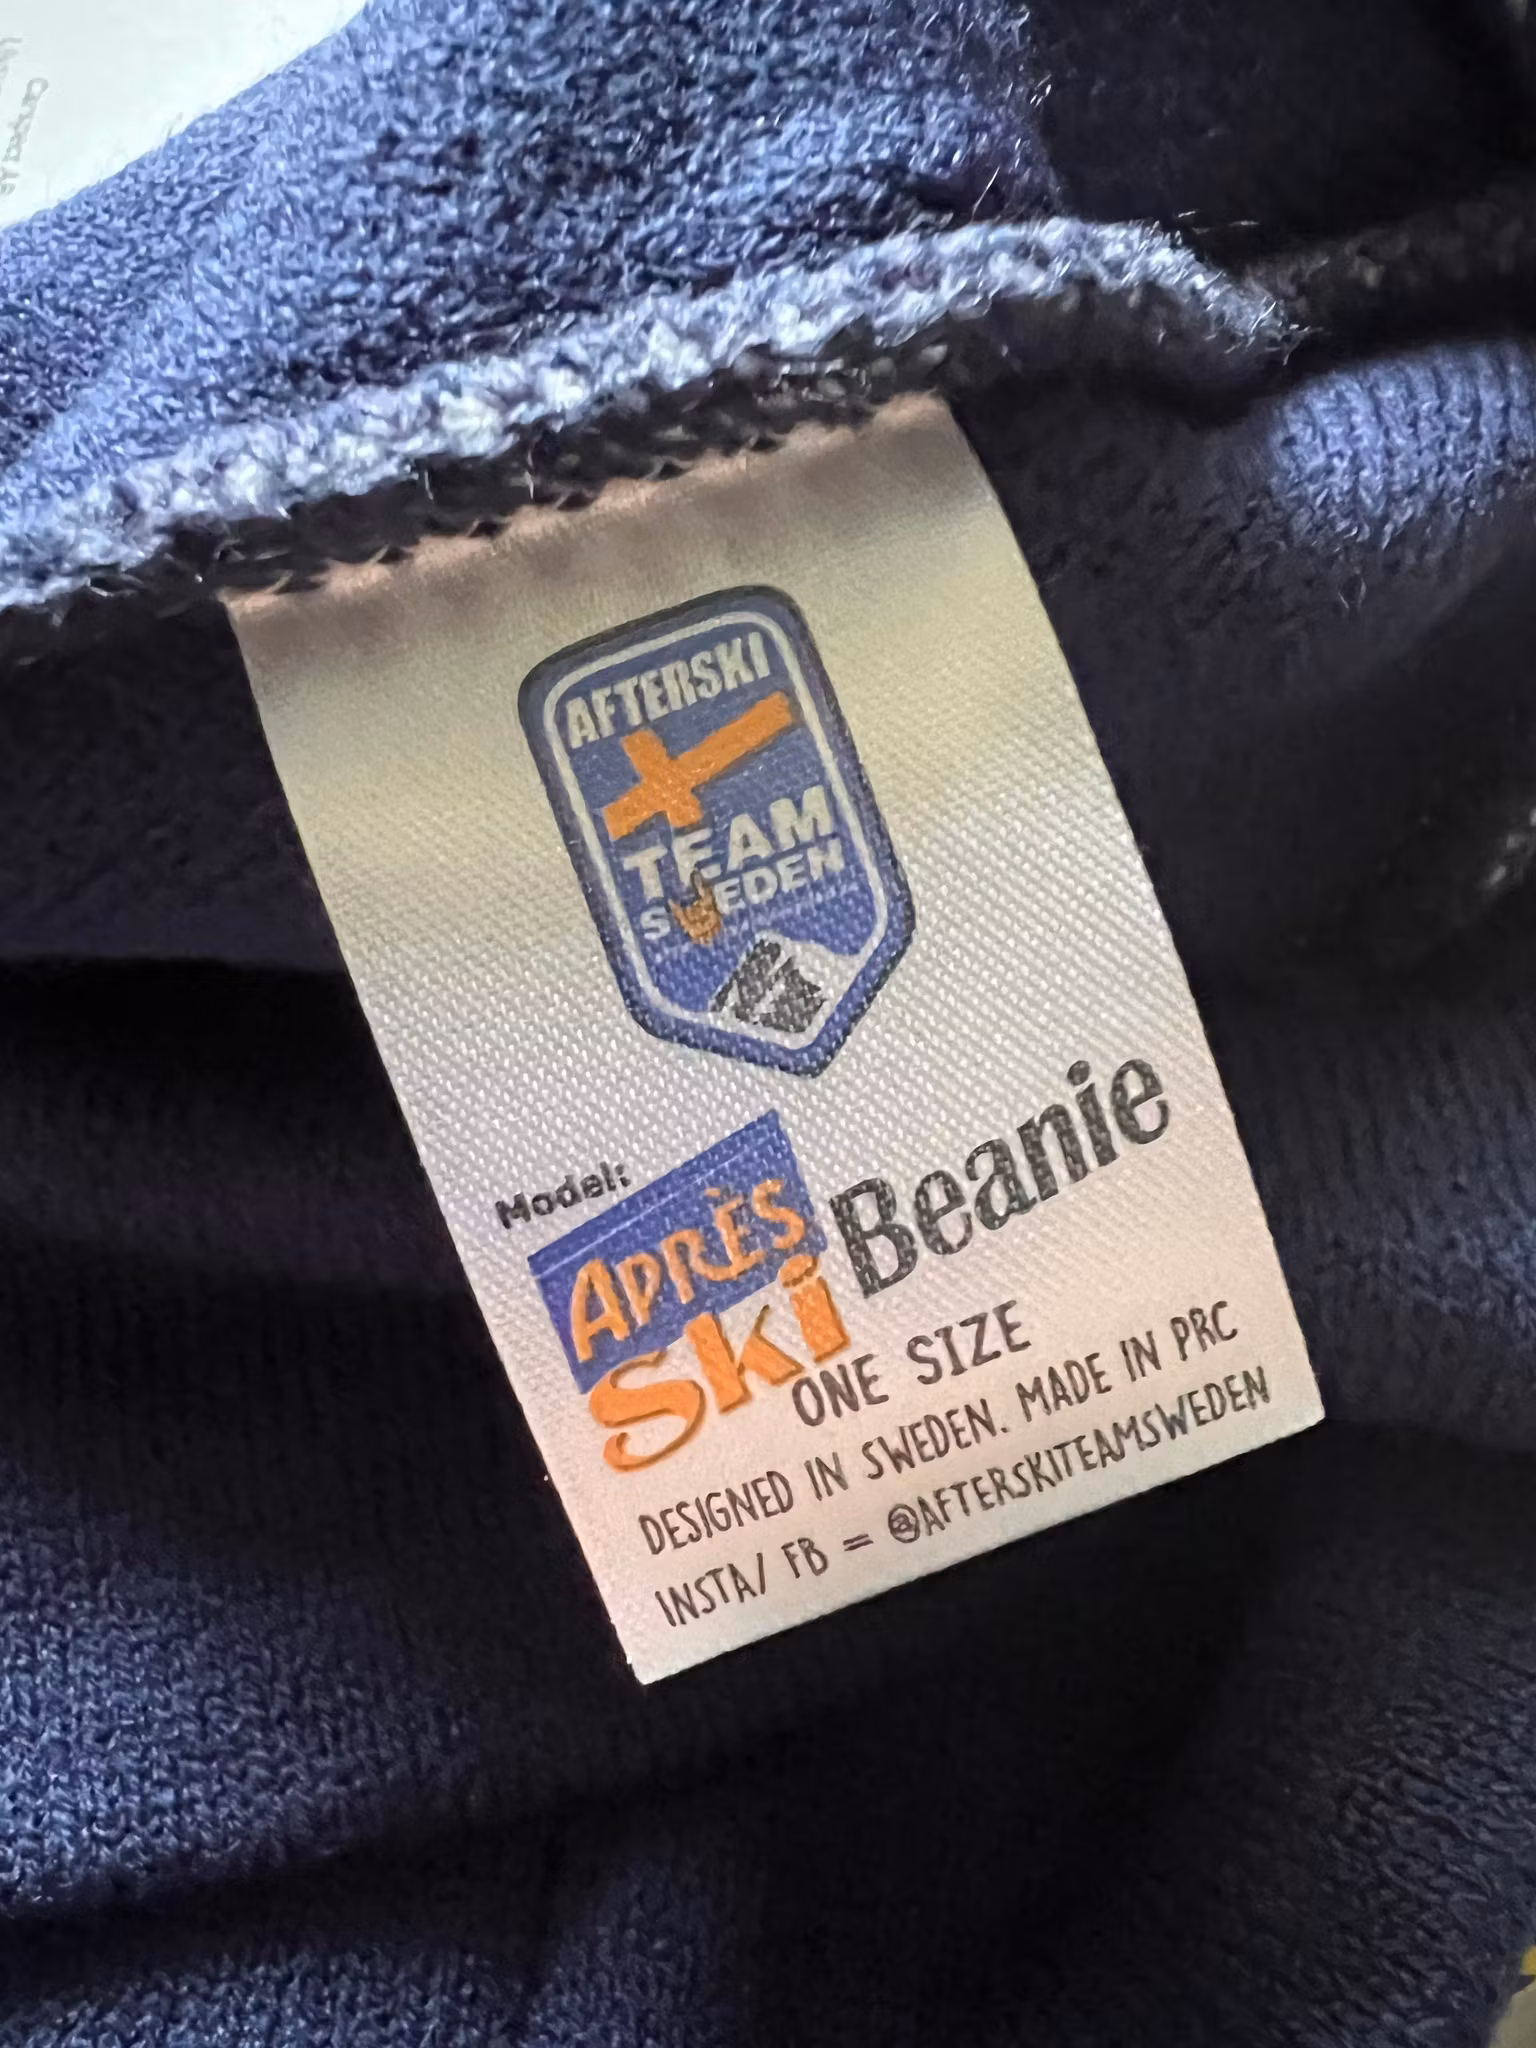 AFTERSKI
TEAM
SWEDEN
Model:
APRÈS
Ski
Beanie
ONE SIZE
DESIGNED IN SWEDEN. MADE IN PRC
INSTA/ FB = @AFTERSKITEAMSWEDEN